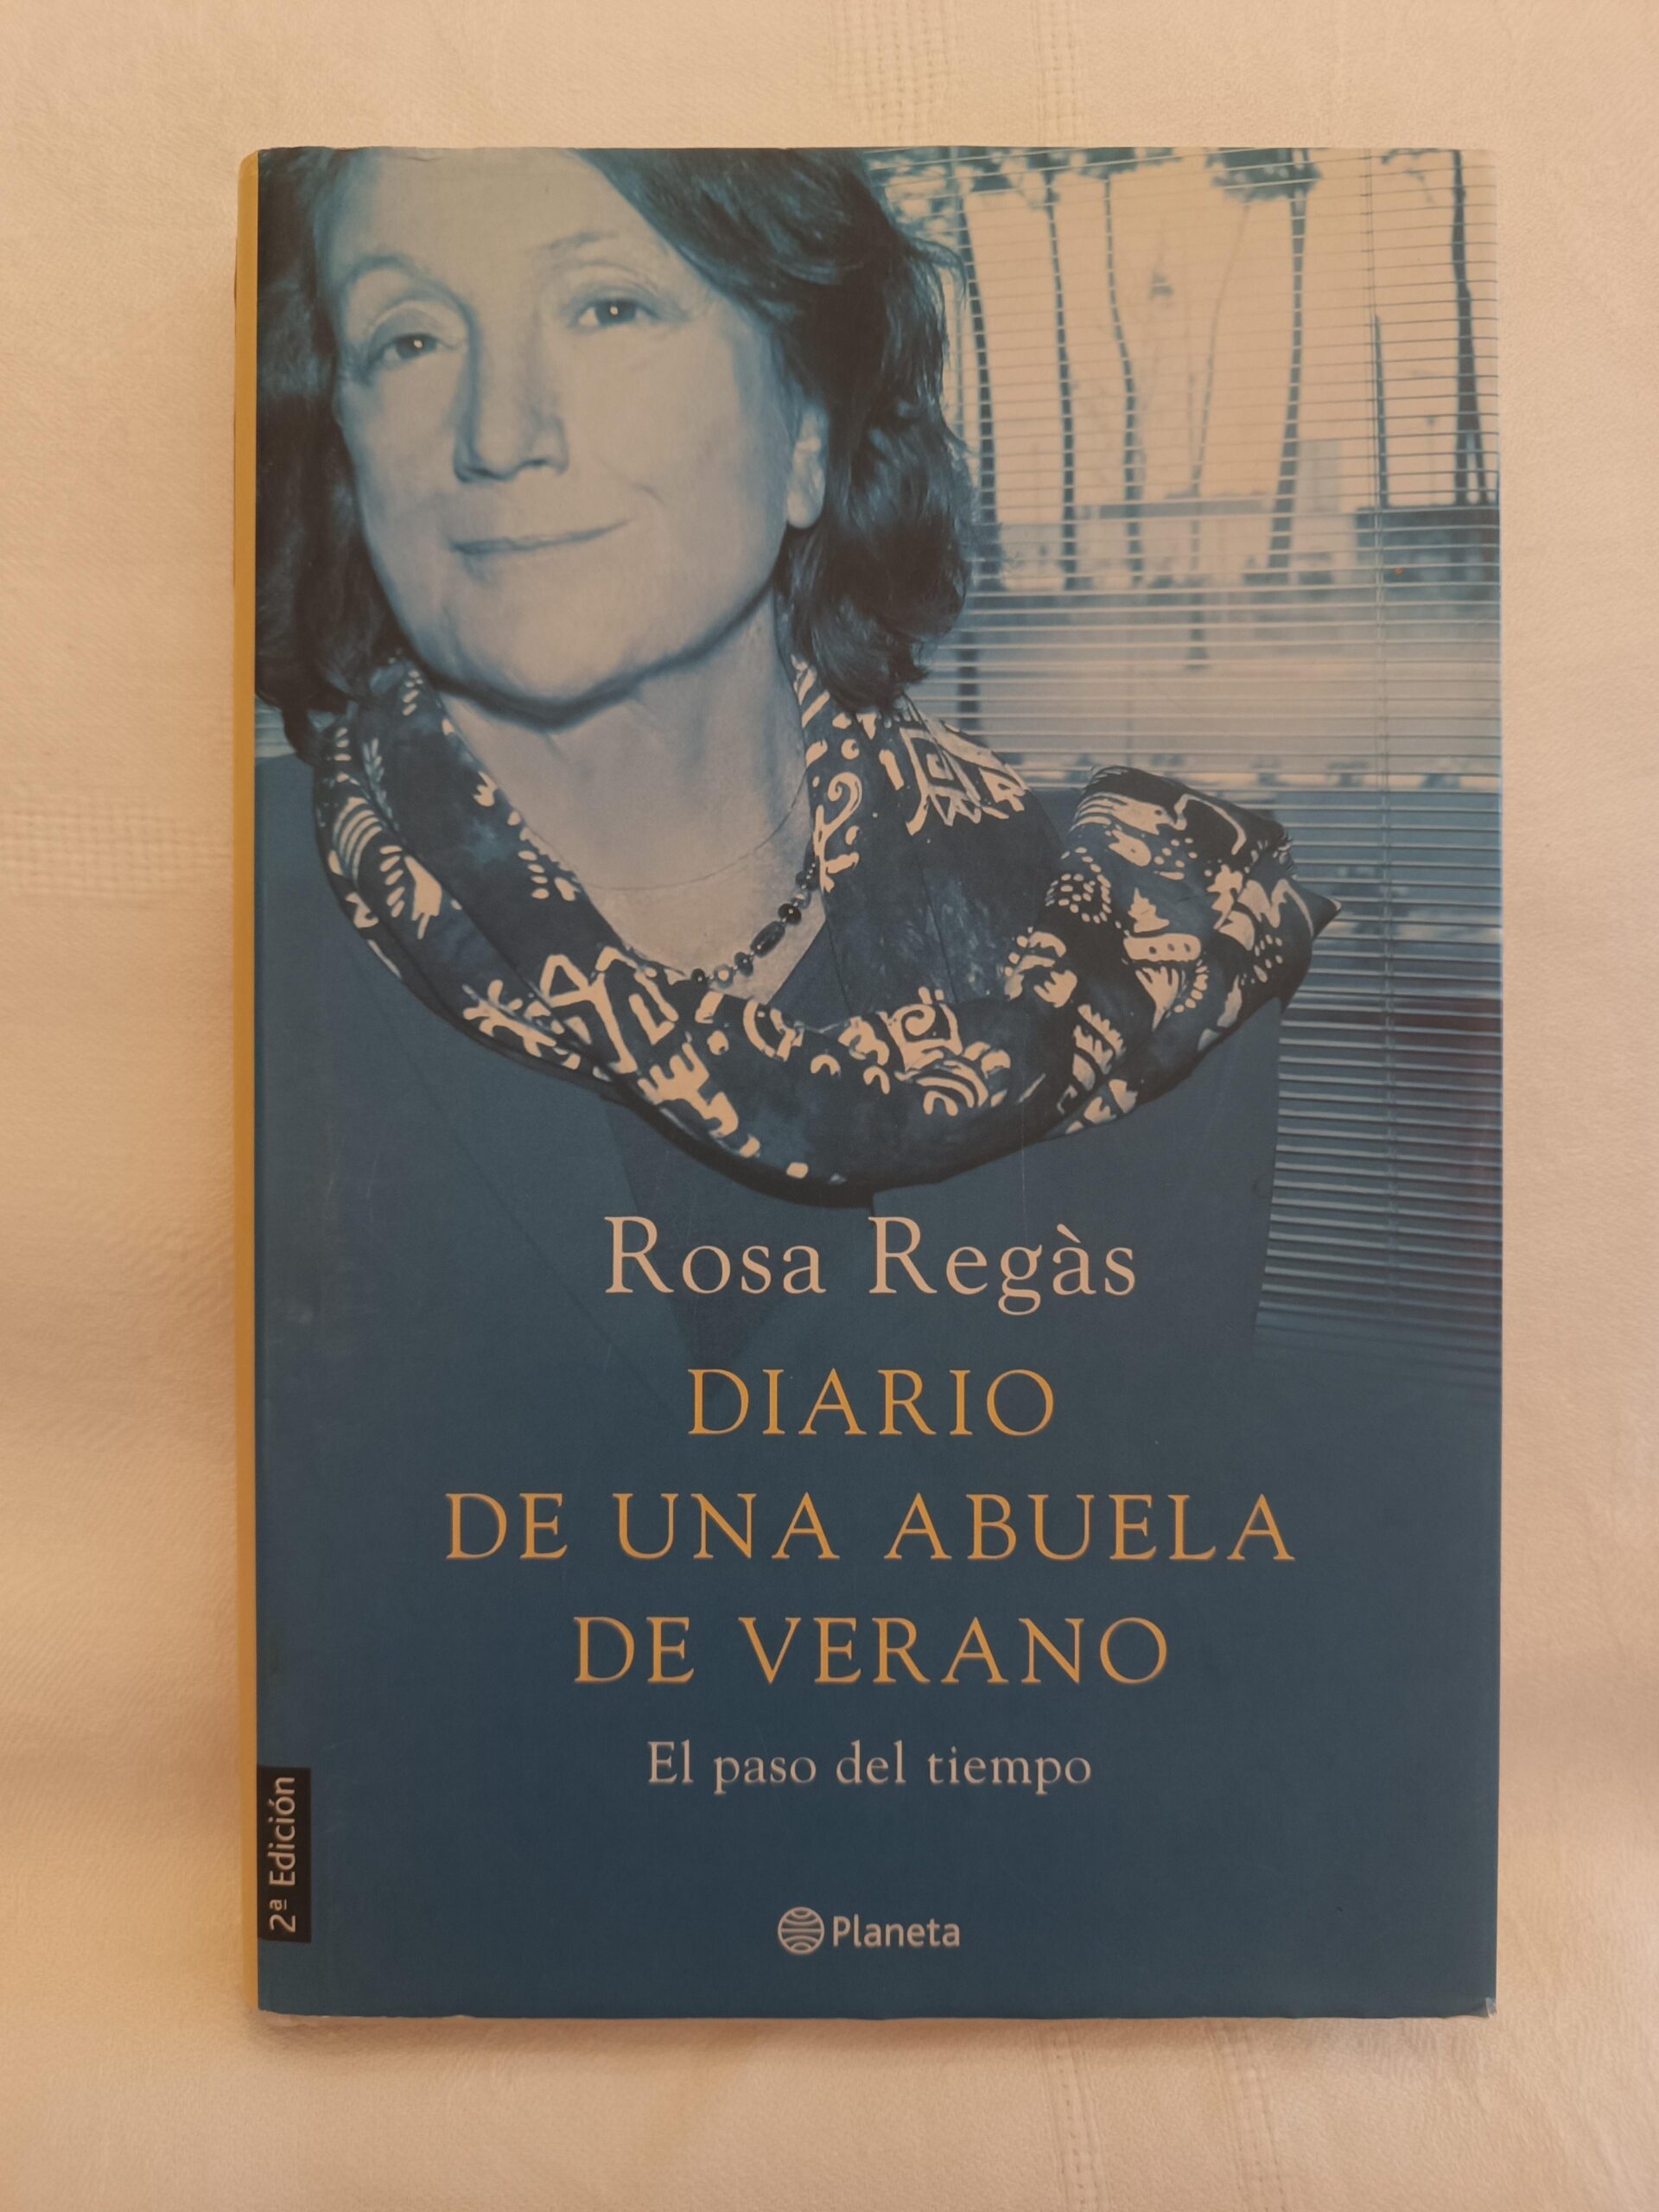 Rosa Regàs
DIARIO
DE UNA ABUELA
DE VERANO
El paso del tiempo
2ª Edición
Planeta